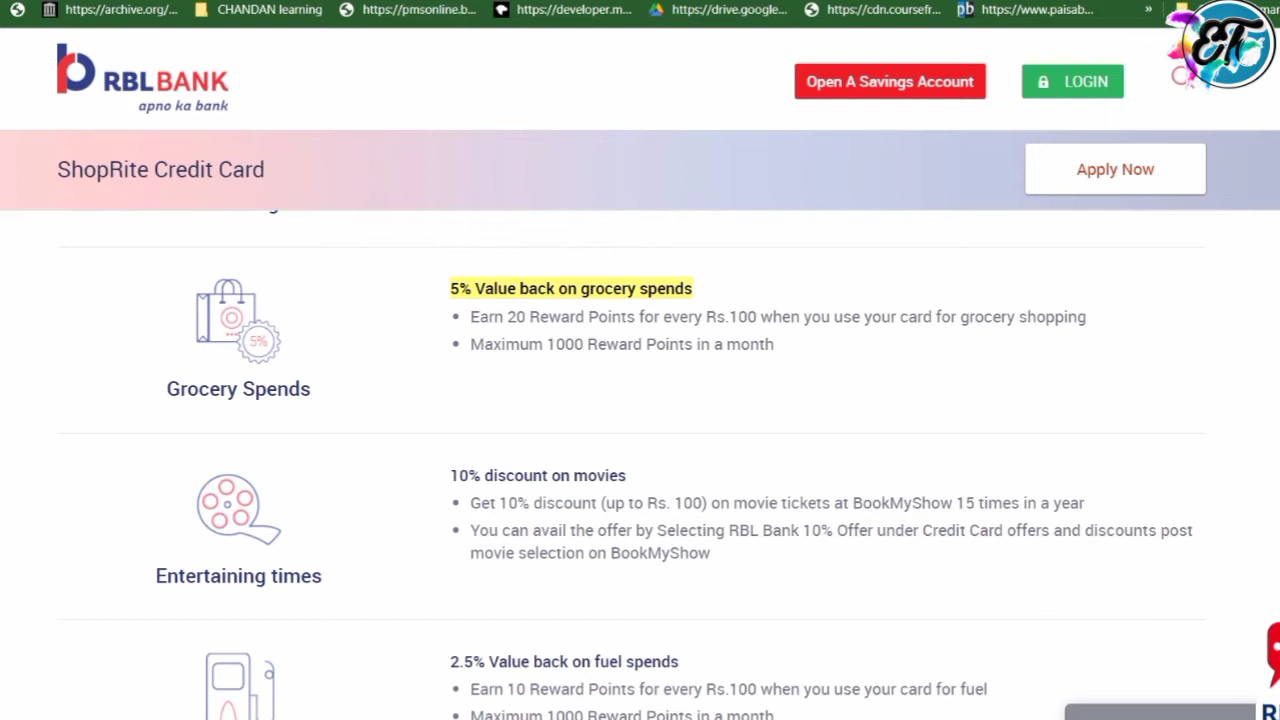 https://archive.org/...
CHANDAN learning
https://pmsonline.b...
https://developer.m...
https://drive.google...
https://cdn.coursefr...
pb
https://www.paisab...
»
ET
RBL BANK
apno ka bank
Open A Savings Account
LOGIN
ShopRite Credit Card
Apply Now
5% Value back on grocery spends
• Earn 20 Reward Points for every Rs.100 when you use your card for grocery shopping
• Maximum 1000 Reward Points in a month
5%
Grocery Spends
10% discount on movies
• Get 10% discount (up to Rs. 100) on movie tickets at BookMyShow 15 times in a year
• You can avail the offer by Selecting RBL Bank 10% Offer under Credit Card offers and discounts post
movie selection on BookMyShow
Entertaining times
2.5% Value back on fuel spends
• Earn 10 Reward Points for every Rs.100 when you use your card for fuel
• Maximum 1000 Reward Points in a month